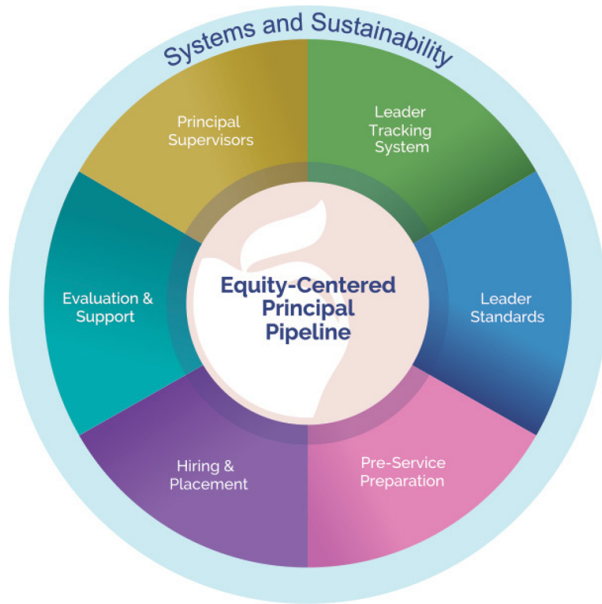 Systems and Sustainability
Principal
Supervisors
Leader
Tracking
System
Evaluation &
Support
Equity-Centered
Principal
Pipeline
Leader
Standards
Hiring &
Placement
Pre-Service
Preparation